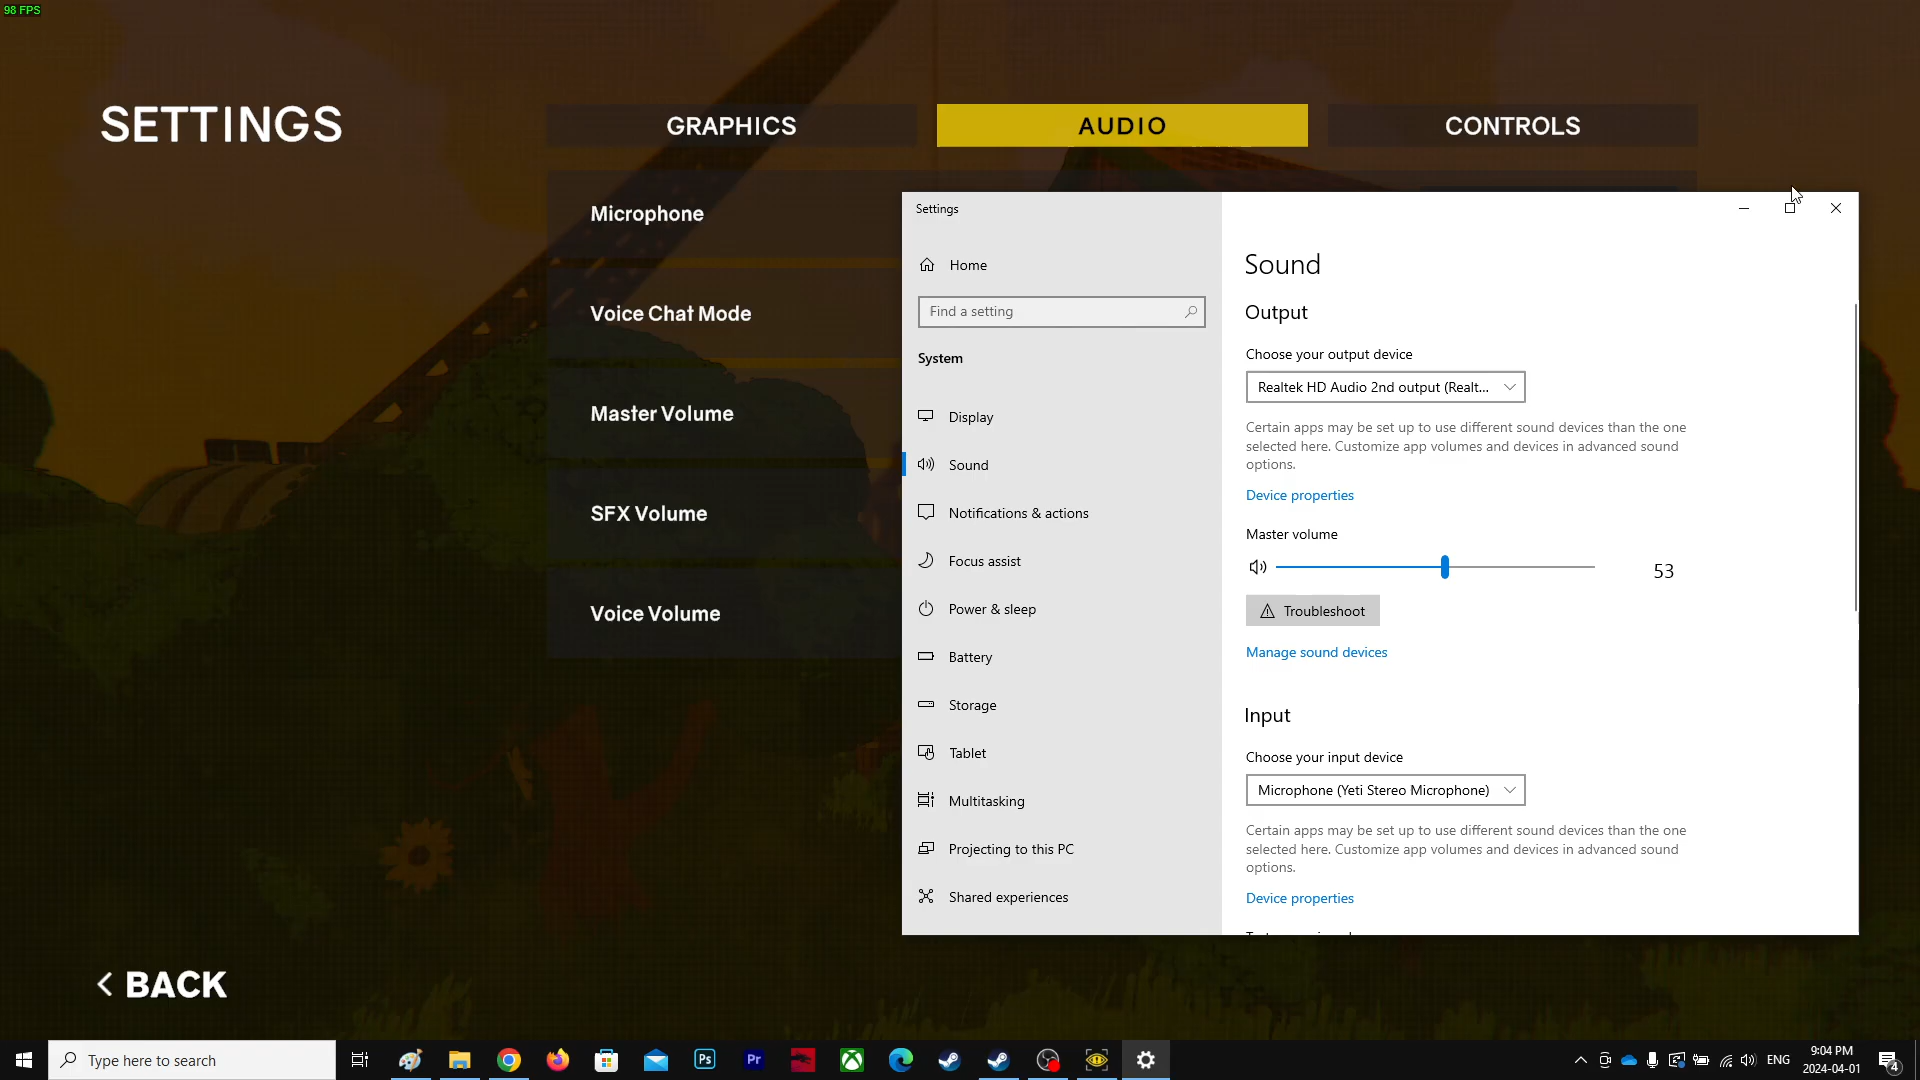 98 FPS
SETTINGS
GRAPHICS
AUDIO
CONTROLS
Microphone
Voice Chat Mode
Master Volume
SFX Volume
Voice Volume
< BACK
Settings
Home
Find a setting
System
Display
Sound
Notifications & actions
Focus assist
Power & sleep
Battery
Storage
Tablet
Multitasking
Projecting to this PC
Shared experiences
Sound
Output
Choose your output device
Realtek HD Audio 2nd output (Realt...
Certain apps may be set up to use different sound devices than the one
selected here. Customize app volumes and devices in advanced sound
options.
Device properties
Master volume
53
Troubleshoot
Manage sound devices
Input
Choose your input device
Microphone (Yeti Stereo Microphone)
Certain apps may be set up to use different sound devices than the one
selected here. Customize app volumes and devices in advanced sound
options.
Device properties
Type here to search
Ps
Pr
ENG
9:04 PM
2024-04-01
4